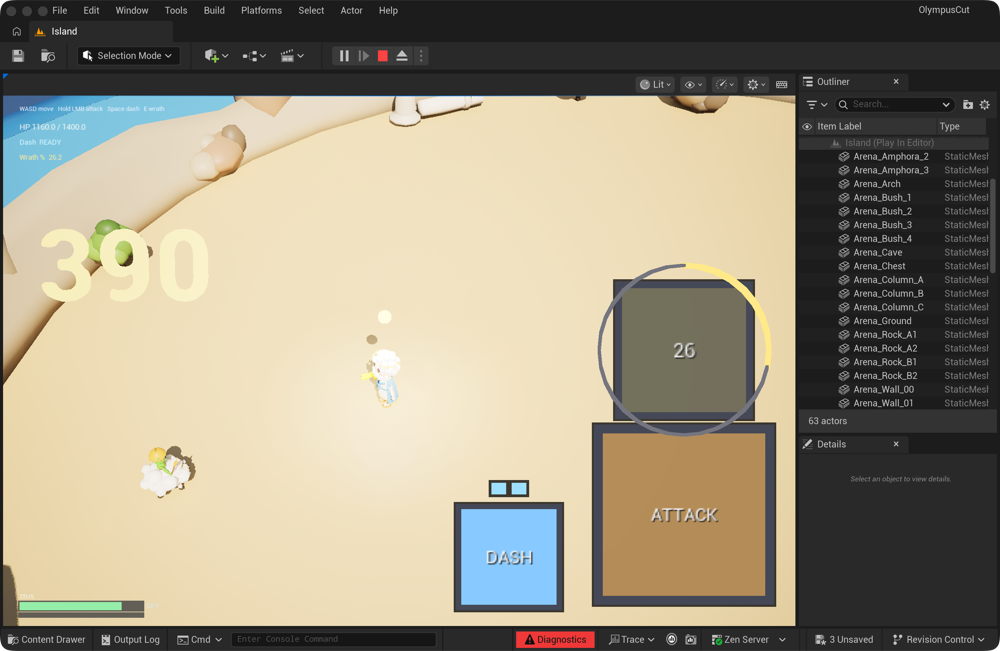 File Edit Window Tools Build Platforms Select Actor Help
OlympusCut
Island
Selection Mode
Lit
WASD move Hold LMB attack Space dash E wrath
HP 1160.0 / 1400.0
Dash READY
Wrath % 26.2
390
26
ATTACK
DASH
Outliner
Search...
Item Label Type
Island (Play In Editor)
Arena_Amphora_2 StaticMesh
Arena_Amphora_3 StaticMesh
Arena_Arch StaticMesh
Arena_Bush_1 StaticMesh
Arena_Bush_2 StaticMesh
Arena_Bush_3 StaticMesh
Arena_Bush_4 StaticMesh
Arena_Cave StaticMesh
Arena_Chest StaticMesh
Arena_Column_A StaticMesh
Arena_Column_B StaticMesh
Arena_Column_C StaticMesh
Arena_Ground StaticMesh
Arena_Rock_A1 StaticMesh
Arena_Rock_A2 StaticMesh
Arena_Rock_B1 StaticMesh
Arena_Rock_B2 StaticMesh
Arena_Wall_00 StaticMesh
Arena_Wall_01 StaticMesh
63 actors
Details
Select an object to view details.
Content Drawer
Output Log
Cmd
Enter Console Command
Diagnostics
Trace
Zen Server
3 Unsaved
Revision Control